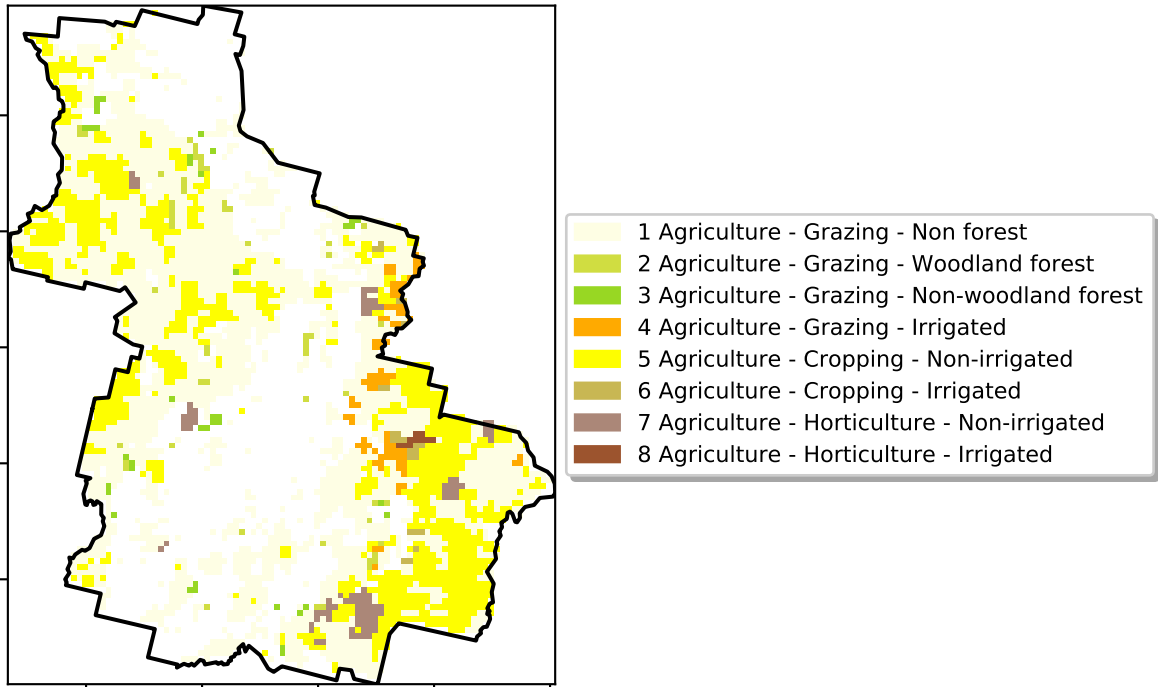 1 Agriculture - Grazing - Non forest
2 Agriculture - Grazing - Woodland forest
3 Agriculture - Grazing - Non-woodland forest
4 Agriculture - Grazing - Irrigated
5 Agriculture - Cropping - Non-irrigated
6 Agriculture - Cropping - Irrigated
7 Agriculture - Horticulture - Non-irrigated
8 Agriculture - Horticulture - Irrigated